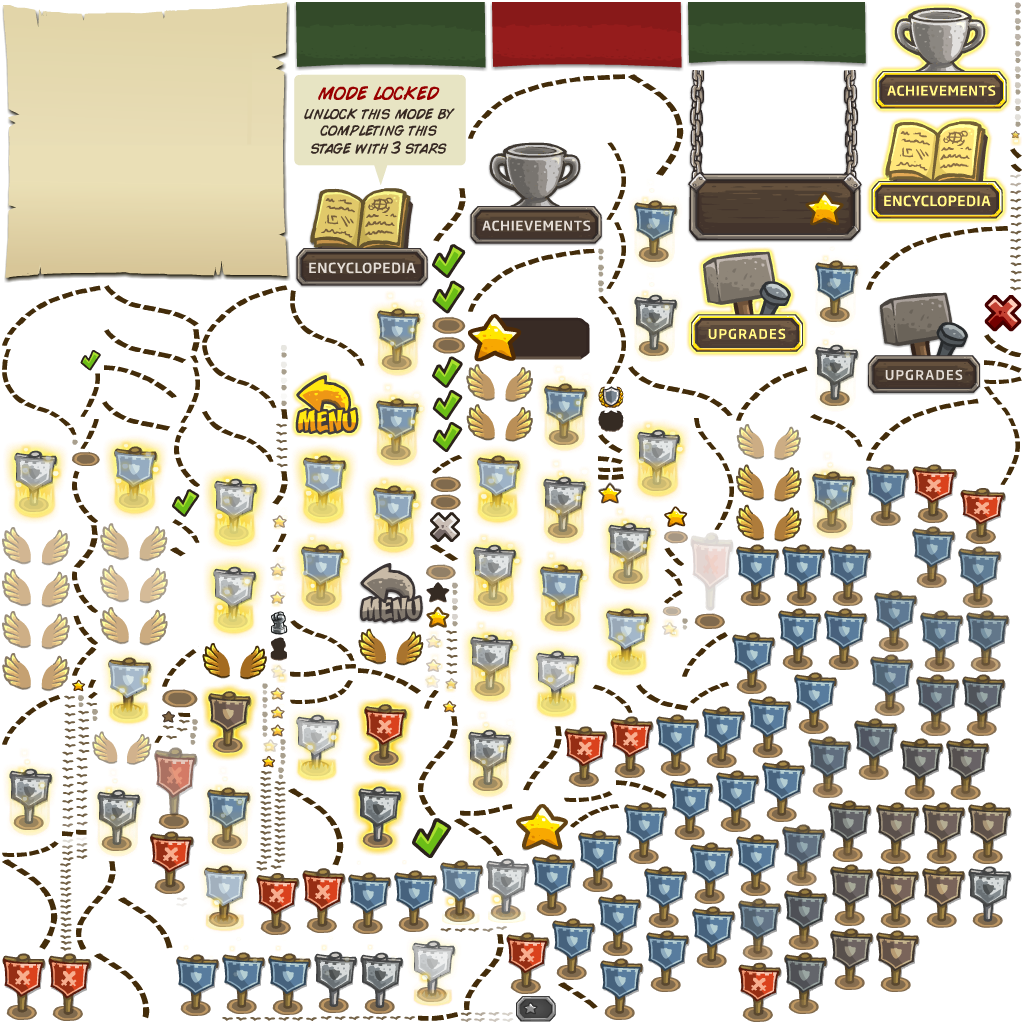 ACHIEVEMENTS
MODE LOCKED
UNLOCK THIS MODE BY
COMPLETING THIS
STAGE WITH 3 STARS
ENCYCLOPEDIA
ACHIEVEMENTS
ENCYCLOPEDIA
UPGRADES
UPGRADES
MENU
MENU